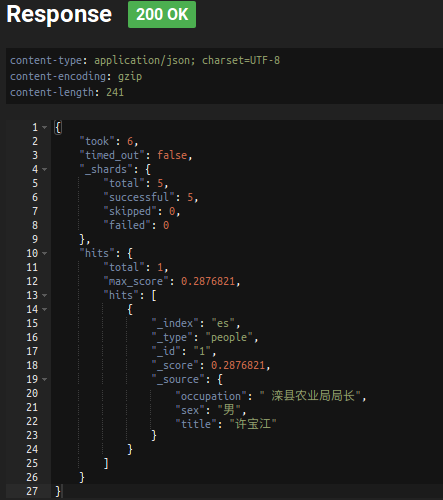 Response 200 OK
content-type: application/json; charset=UTF-8
content-encoding: gzip
content-length: 241
1 {
2 "took": 6,
3 "timed_out": false,
4 "_shards": {
5 "total": 5,
6 "successful": 5,
7 "skipped": 0,
8 "failed": 0
9 },
10 "hits": {
11 "total": 1,
12 "max_score": 0.2876821,
13 "hits": [
14 {
15 "_index": "es",
16 "_type": "people",
17 "_id": "1",
18 "_score": 0.2876821,
19 "_source": {
20 "occupation": " 滦县农业局局长",
21 "sex": "男",
22 "title": "许宝江"
23 }
24 }
25 ]
26 }
27 }